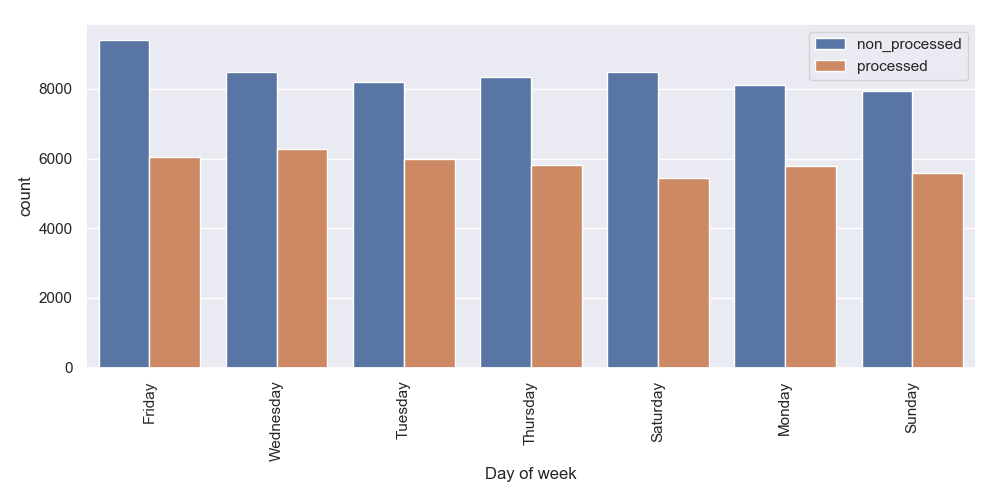 non_processed
processed
8000
6000
4000
2000
0
count
Friday
Wednesday
Tuesday
Thursday
Saturday
Monday
Sunday
Day of week